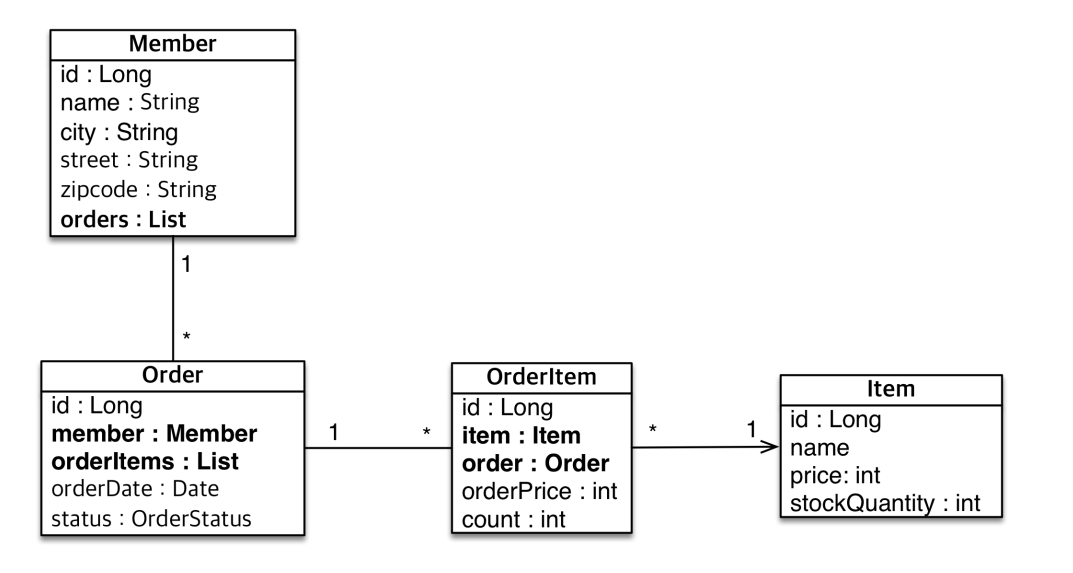 Member
id : Long
name : String
city : String
street : String
zipcode : String
orders : List
1
*
Order
id : Long
member : Member
orderItems : List
orderDate : Date
status : OrderStatus
1
*
OrderItem
id : Long
item : Item
order : Order
orderPrice : int
count : int
*
1
Item
id : Long
name
price: int
stockQuantity : int